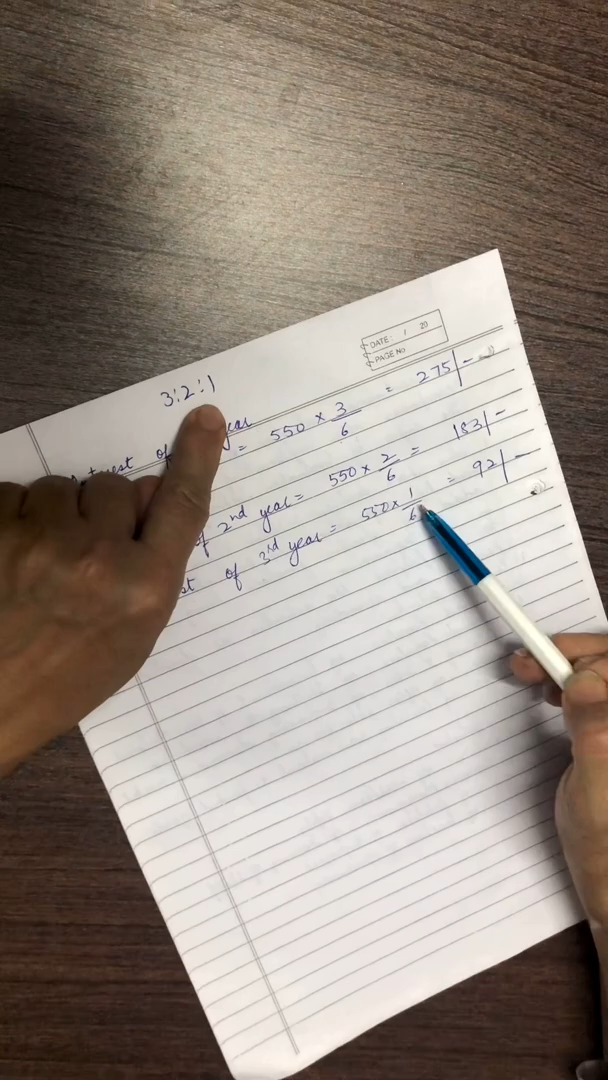 DATE: / 20
PAGE No
3:2:1
of year = 550 × 3/6 = 275/-
of 2nd year = 550 × 2/6 = 183/-
of 3rd year = 550 × 1/6 = 92/-